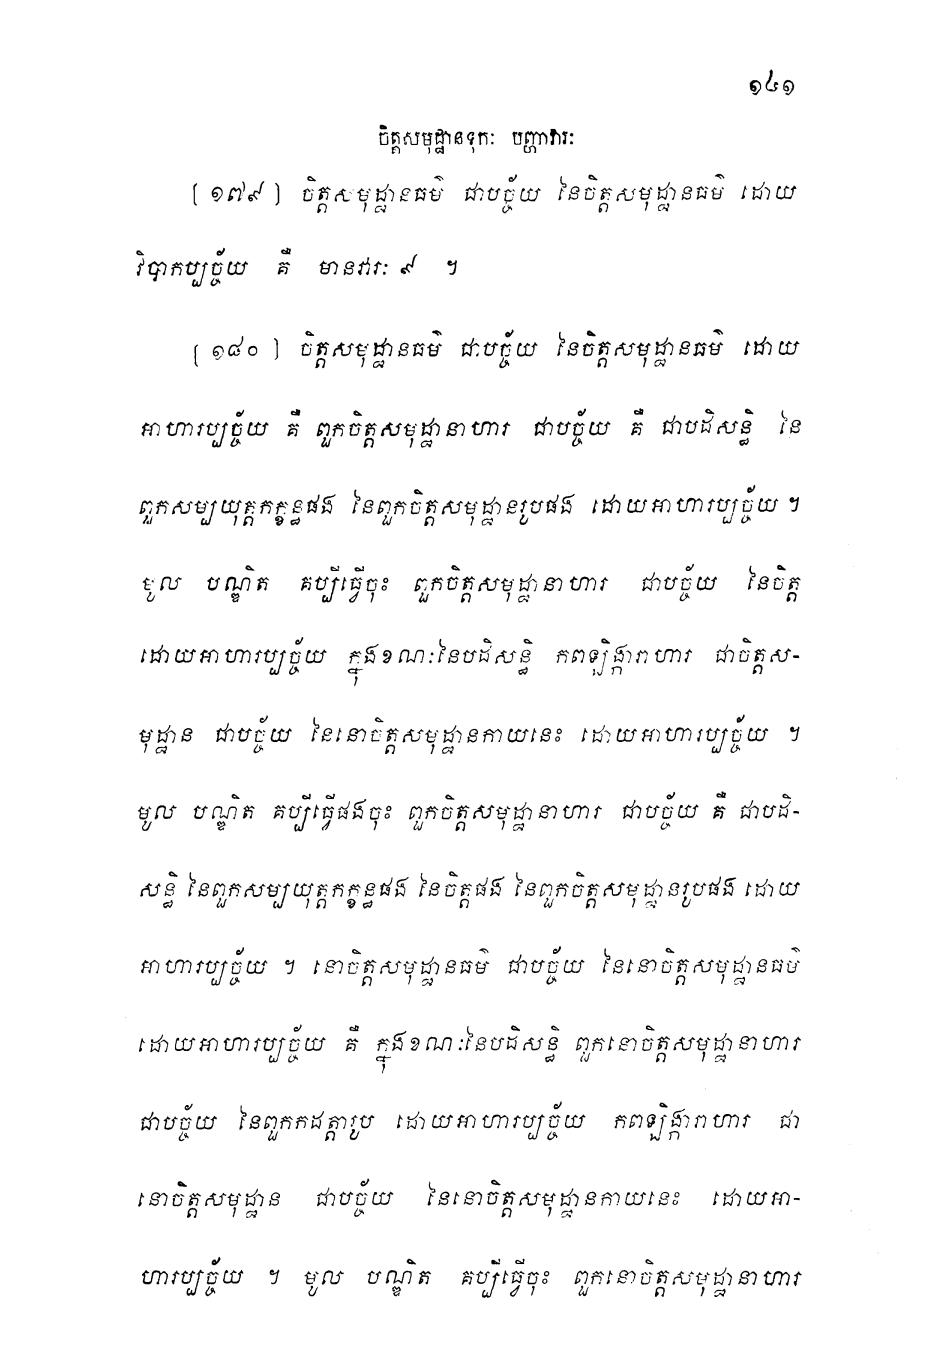 ១៤១
ចិត្តសមុដ្ឋានទុកៈ បញ្ហាវារៈ
[ ១៧៩ ] ចិត្តសមុដ្ឋានធម៌ ជាបច្ច័យ នៃចិត្តសមុដ្ឋានធម៌ ដោយ
វិបាកប្បច្ច័យ គឺ មានវារៈ ៩ ។
[ ១៨០ ] ចិត្តសមុដ្ឋានធម៌ ជាបច្ច័យ នៃចិត្តសមុដ្ឋានធម៌ ដោយ
អាហារប្បច្ច័យ គឺ ពួកចិត្តសមុដ្ឋានាហារ ជាបច្ច័យ គឺ ជាបដិសន្ធិ នៃ
ពួកសម្បយុត្តកក្ខន្ធផង នៃពួកចិត្តសមុដ្ឋានរូបផង ដោយអាហារប្បច្ច័យ ។
មូល បណ្ឌិត គប្បីធ្វើចុះ ពួកចិត្តសមុដ្ឋានាហារ ជាបច្ច័យ នៃចិត្ត
ដោយអាហារប្បច្ច័យ ក្នុងខណៈនៃបដិសន្ធិ កពឡិង្ការាហារ ជាចិត្តស-
មុដ្ឋាន ជាបច្ច័យ នៃនោចិត្តសមុដ្ឋានកាយនេះ ដោយអាហារប្បច្ច័យ ។
មូល បណ្ឌិត គប្បីធ្វើផងចុះ ពួកចិត្តសមុដ្ឋានាហារ ជាបច្ច័យ គឺ ជាបដិ-
សន្ធិ នៃពួកសម្បយុត្តកក្ខន្ធផង នៃចិត្តផង នៃពួកចិត្តសមុដ្ឋានរូបផង ដោយ
អាហារប្បច្ច័យ ។ នោចិត្តសមុដ្ឋានធម៌ ជាបច្ច័យ នៃនោចិត្តសមុដ្ឋានធម៌
ដោយអាហារប្បច្ច័យ គឺ ក្នុងខណៈនៃបដិសន្ធិ ពួកនោចិត្តសមុដ្ឋានាហារ
ជាបច្ច័យ នៃពួកកដត្តារូប ដោយអាហារប្បច្ច័យ កពឡិង្ការាហារ ជា
នោចិត្តសមុដ្ឋាន ជាបច្ច័យ នៃនោចិត្តសមុដ្ឋានកាយនេះ ដោយអា-
ហារប្បច្ច័យ ។ មូល បណ្ឌិត គប្បីធ្វើចុះ ពួកនោចិត្តសមុដ្ឋានាហារ